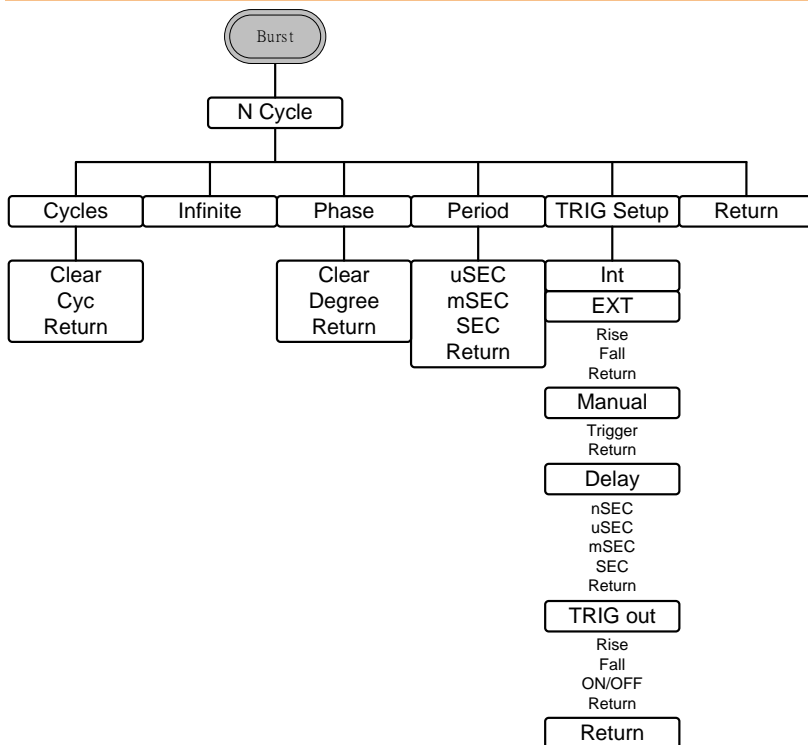 Burst
N Cycle
Cycles Infinite Phase Period TRIG Setup Return
Clear
Cyc
Return
Clear
Degree
Return
uSEC
mSEC
SEC
Return
Int
EXT
Rise
Fall
Return
Manual
Trigger
Return
Delay
nSEC
uSEC
mSEC
SEC
Return
TRIG out
Rise
Fall
ON/OFF
Return
Return